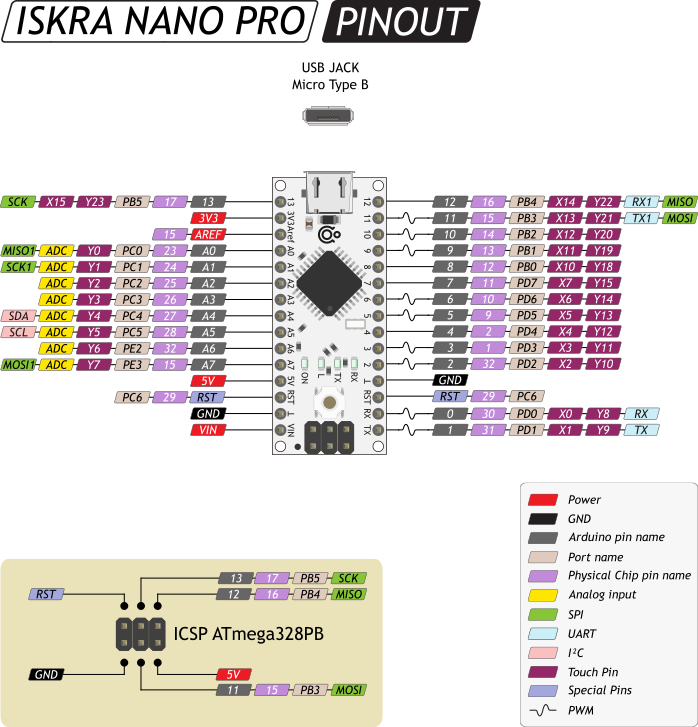 ISKRA NANO PRO PINOUT
USB JACK
Micro Type B
SCK X15 Y23 PB5 17 13 13 12 12 16 PB4 X14 Y22 RX1 MISO
3V3 3V3 11 11 15 PB3 X13 Y21 TX1 MOSI
15 AREF Aref 10 10 14 PB2 X12 Y20
MISO1 ADC Y0 PC0 23 A0 A0 9 9 13 PB1 X11 Y19
SCK1 ADC Y1 PC1 24 A1 A1 8 8 12 PB0 X10 Y18
ADC Y2 PC2 25 A2 A2 7 7 11 PD7 X7 Y15
ADC Y3 PC3 26 A3 A3 6 6 10 PD6 X6 Y14
SDA ADC Y4 PC4 27 A4 A4 5 5 9 PD5 X5 Y13
SCL ADC Y5 PC5 28 A5 A5 4 4 2 PD4 X4 Y12
ADC Y6 PE2 32 A6 A6 3 3 1 PD3 X3 Y11
MOSI1 ADC Y7 PE3 15 A7 A7 ON L TX RX 2 2 32 PD2 X2 Y10
5V 5V ⊥ GND
PC6 29 RST RST RST RST 29 PC6
GND ⊥ RX 0 30 PD0 X0 Y8 RX
VIN VIN TX 1 31 PD1 X1 Y9 TX
Power
GND
Arduino pin name
Port name
Physical Chip pin name
Analog input
SPI
UART
I²C
Touch Pin
Special Pins
PWM
13 17 PB5 SCK
RST 12 16 PB4 MISO
ICSP ATmega328PB
GND 5V
11 15 PB3 MOSI